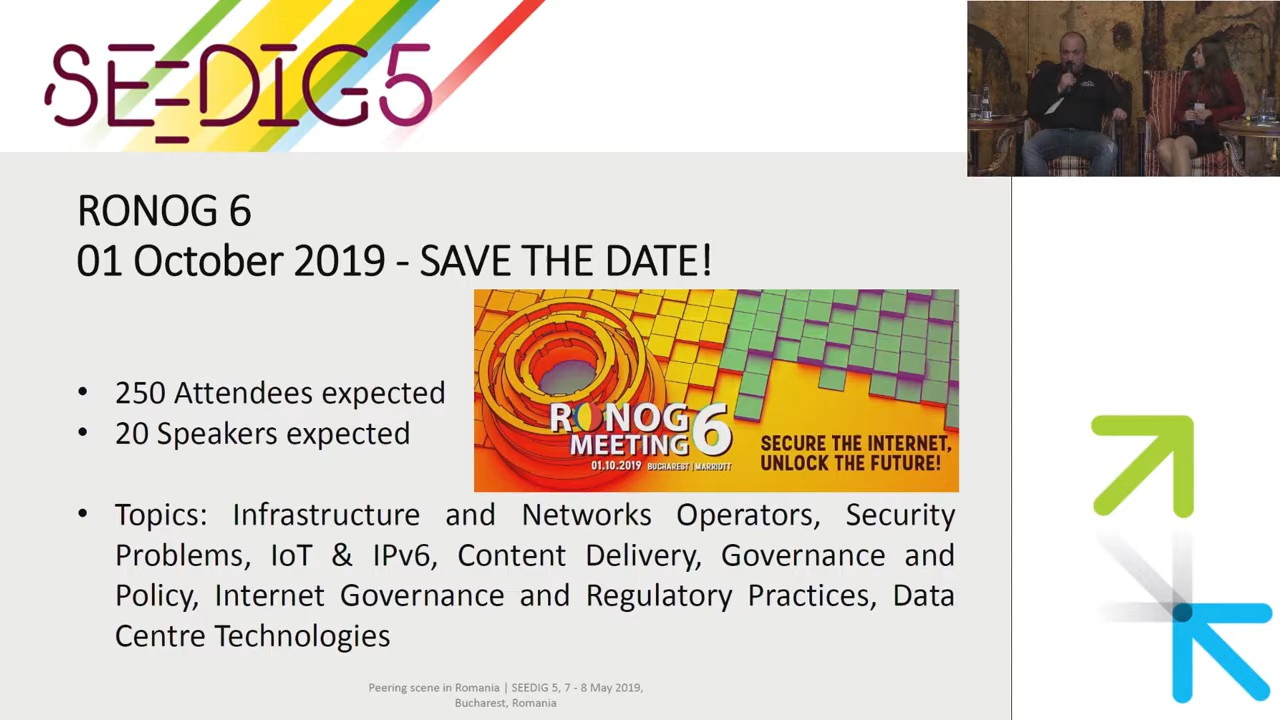 SEEDIG5
RONOG 6
01 October 2019 - SAVE THE DATE!
• 250 Attendees expected
• 20 Speakers expected
RONOG
MEETING 6
01.10.2019 BUCHAREST | MARRIOTT
SECURE THE INTERNET,
UNLOCK THE FUTURE!
• Topics: Infrastructure and Networks Operators, Security
Problems, IoT & IPv6, Content Delivery, Governance and
Policy, Internet Governance and Regulatory Practices, Data
Centre Technologies
Peering scene in Romania | SEEDIG 5, 7 - 8 May 2019,
Bucharest, Romania